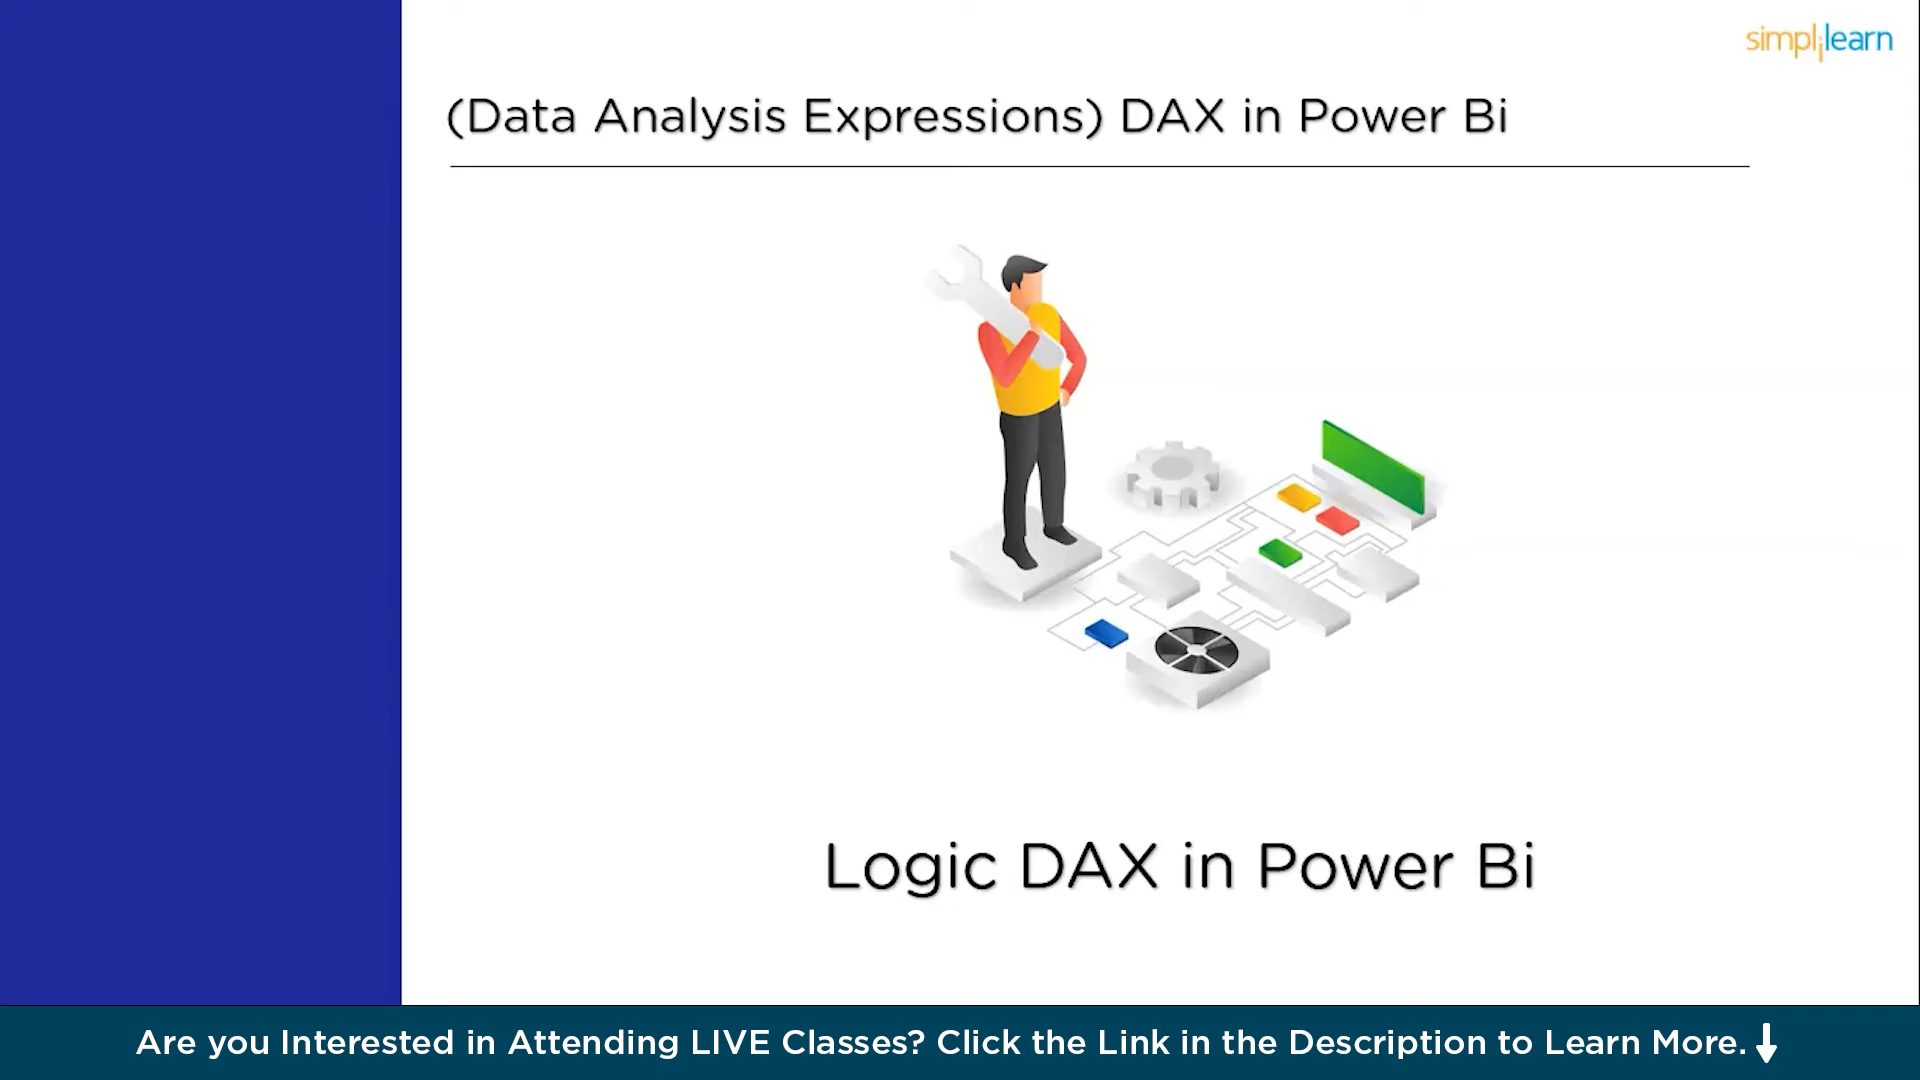 simplilearn
(Data Analysis Expressions) DAX in Power Bi
Logic DAX in Power Bi
Are you Interested in Attending LIVE Classes? Click the Link in the Description to Learn More.